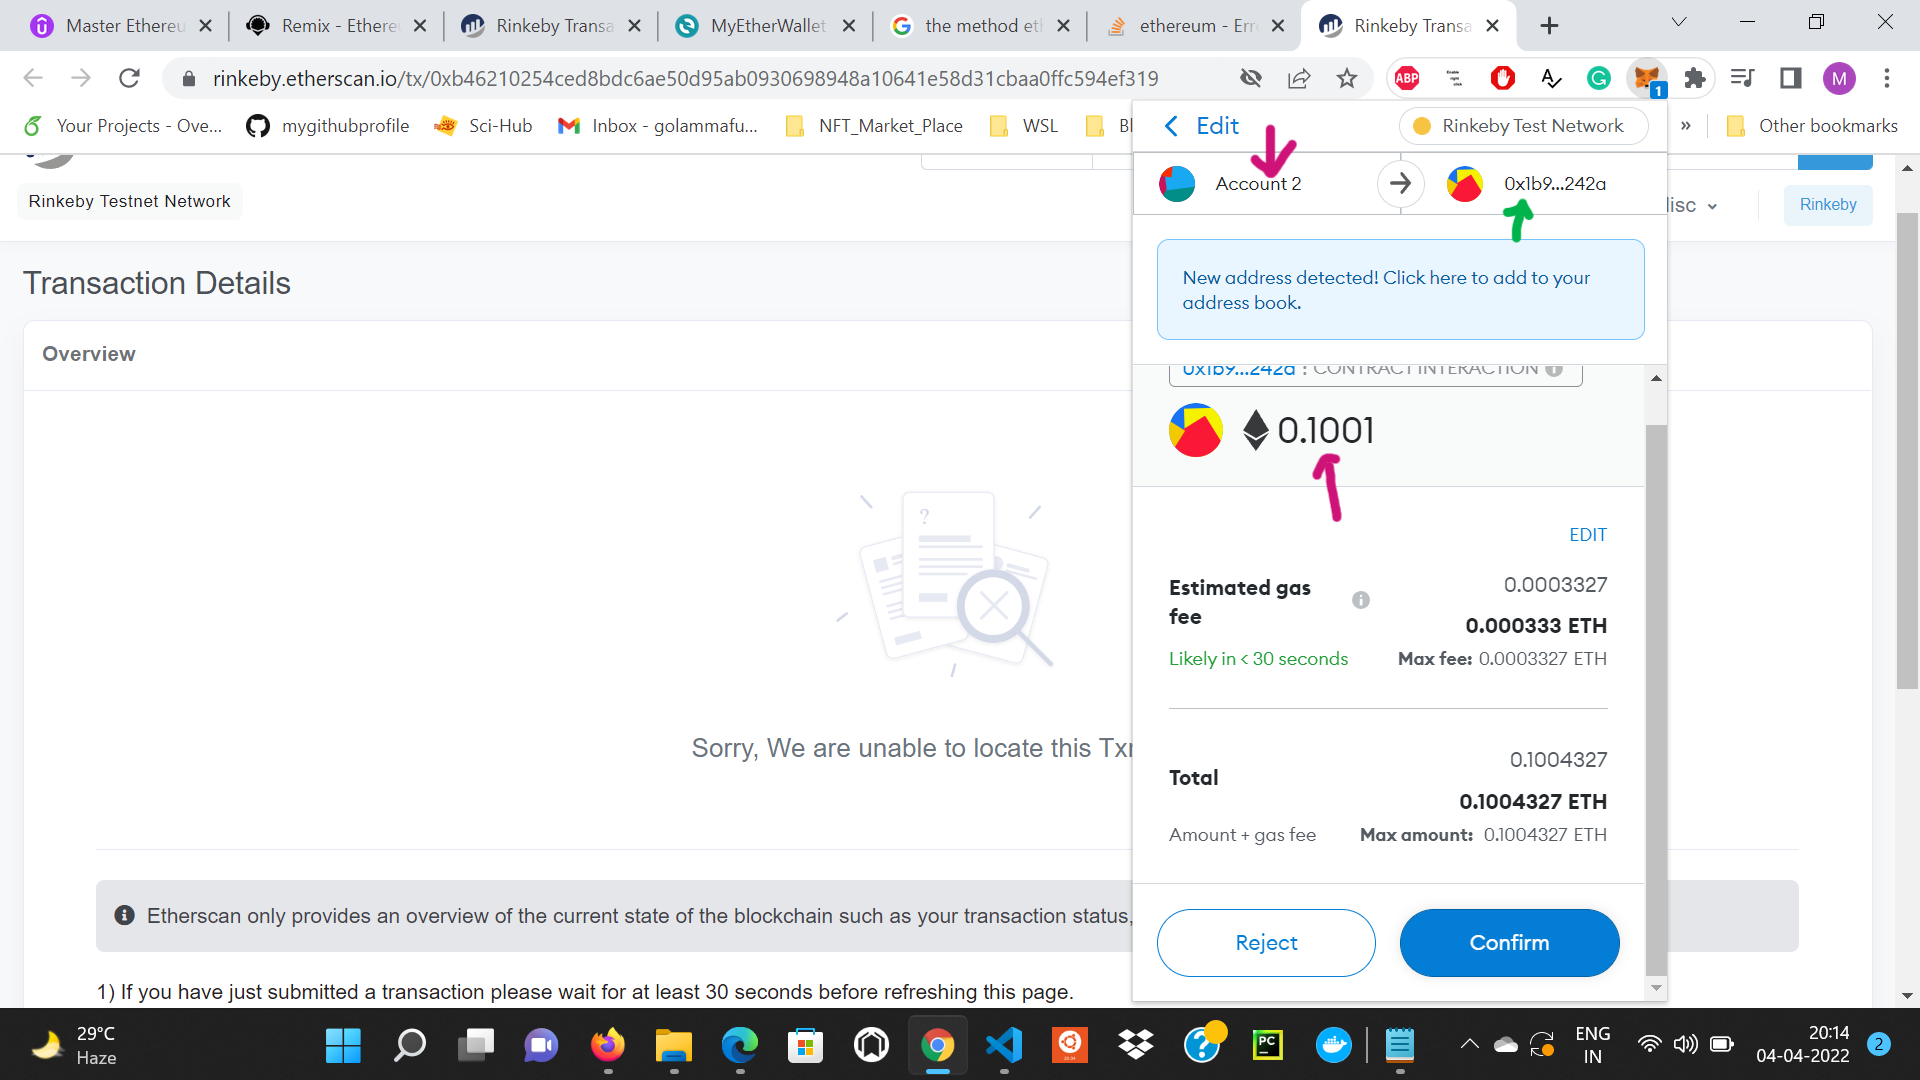 Master Ethereu
Remix - Ethere
Rinkeby Transa
MyEtherWallet
the method eth
ethereum - Erro
Rinkeby Transa
rinkeby.etherscan.io/tx/0xb46210254ced8bdc6ae50d95ab0930698948a10641e58d31cbaa0ffc594ef319
ABP
1
M
Your Projects - Ove...
mygithubprofile
Sci-Hub
Inbox - golammafu...
NFT_Market_Place
WSL
Bl
»
Other bookmarks
Edit
Rinkeby Test Network
Account 2
0x1b9...242a
Rinkeby Testnet Network
lisc
Rinkeby
New address detected! Click here to add to your
address book.
Transaction Details
Overview
0x1b9...242a : CONTRACT INTERACTION
0.1001
EDIT
Estimated gas
fee
0.0003327
0.000333 ETH
Likely in < 30 seconds
Max fee: 0.0003327 ETH
Sorry, We are unable to locate this Txn
Total
0.1004327
0.1004327 ETH
Amount + gas fee
Max amount: 0.1004327 ETH
Etherscan only provides an overview of the current state of the blockchain such as your transaction status,
Reject
Confirm
1) If you have just submitted a transaction please wait for at least 30 seconds before refreshing this page.
29°C
Haze
PC
ENG
IN
20:14
04-04-2022
2